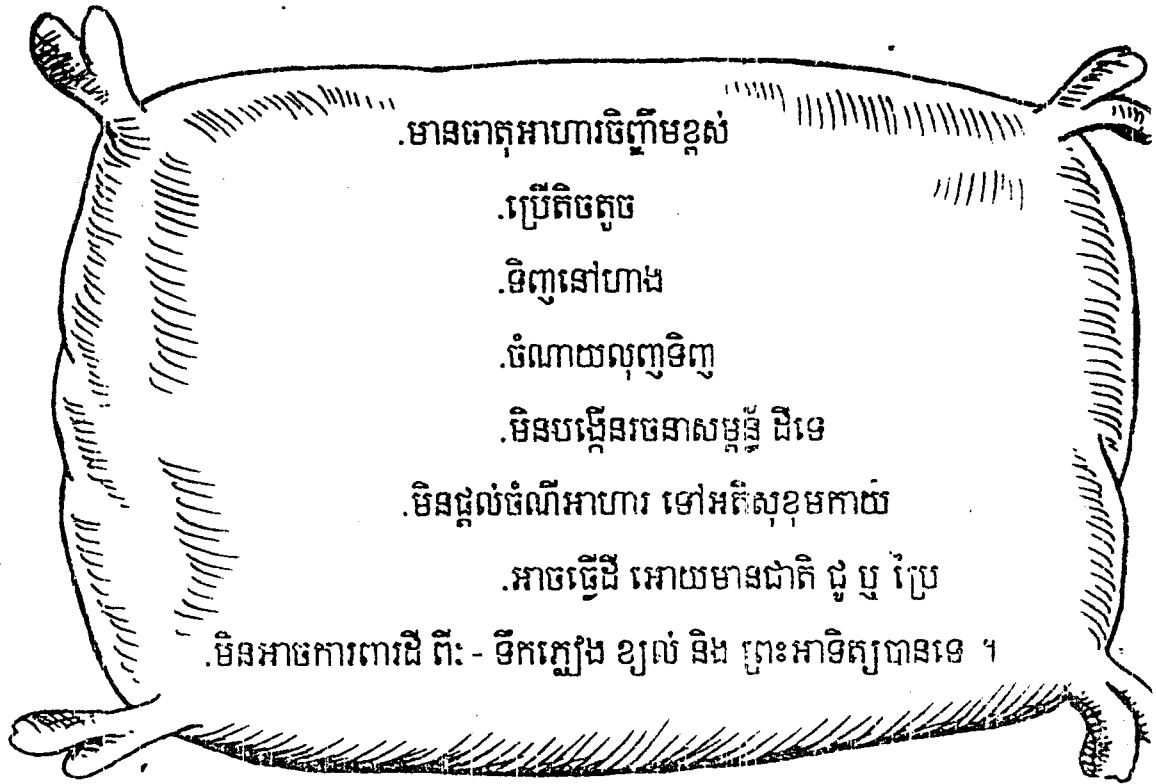 .មានធាតុអាហារចិញ្ចឹមខ្ពស់
.ប្រើតិចតួច
.ទិញនៅហាង
.ចំណាយលុញទិញ
.មិនបង្កើនរចនាសម្ពន្ធ័ ដីទេ
.មិនផ្តល់ចំណីអាហារ ទៅអតិសុខុមកាយ
.អាចធ្វើដី អោយមានជាតិ ជូ ឬ ប្រៃ
.មិនអាចការពារដី ពីៈ - ទឹកភ្លៀង ខ្យល់ និង ព្រះអាទិត្យបានទេ ។